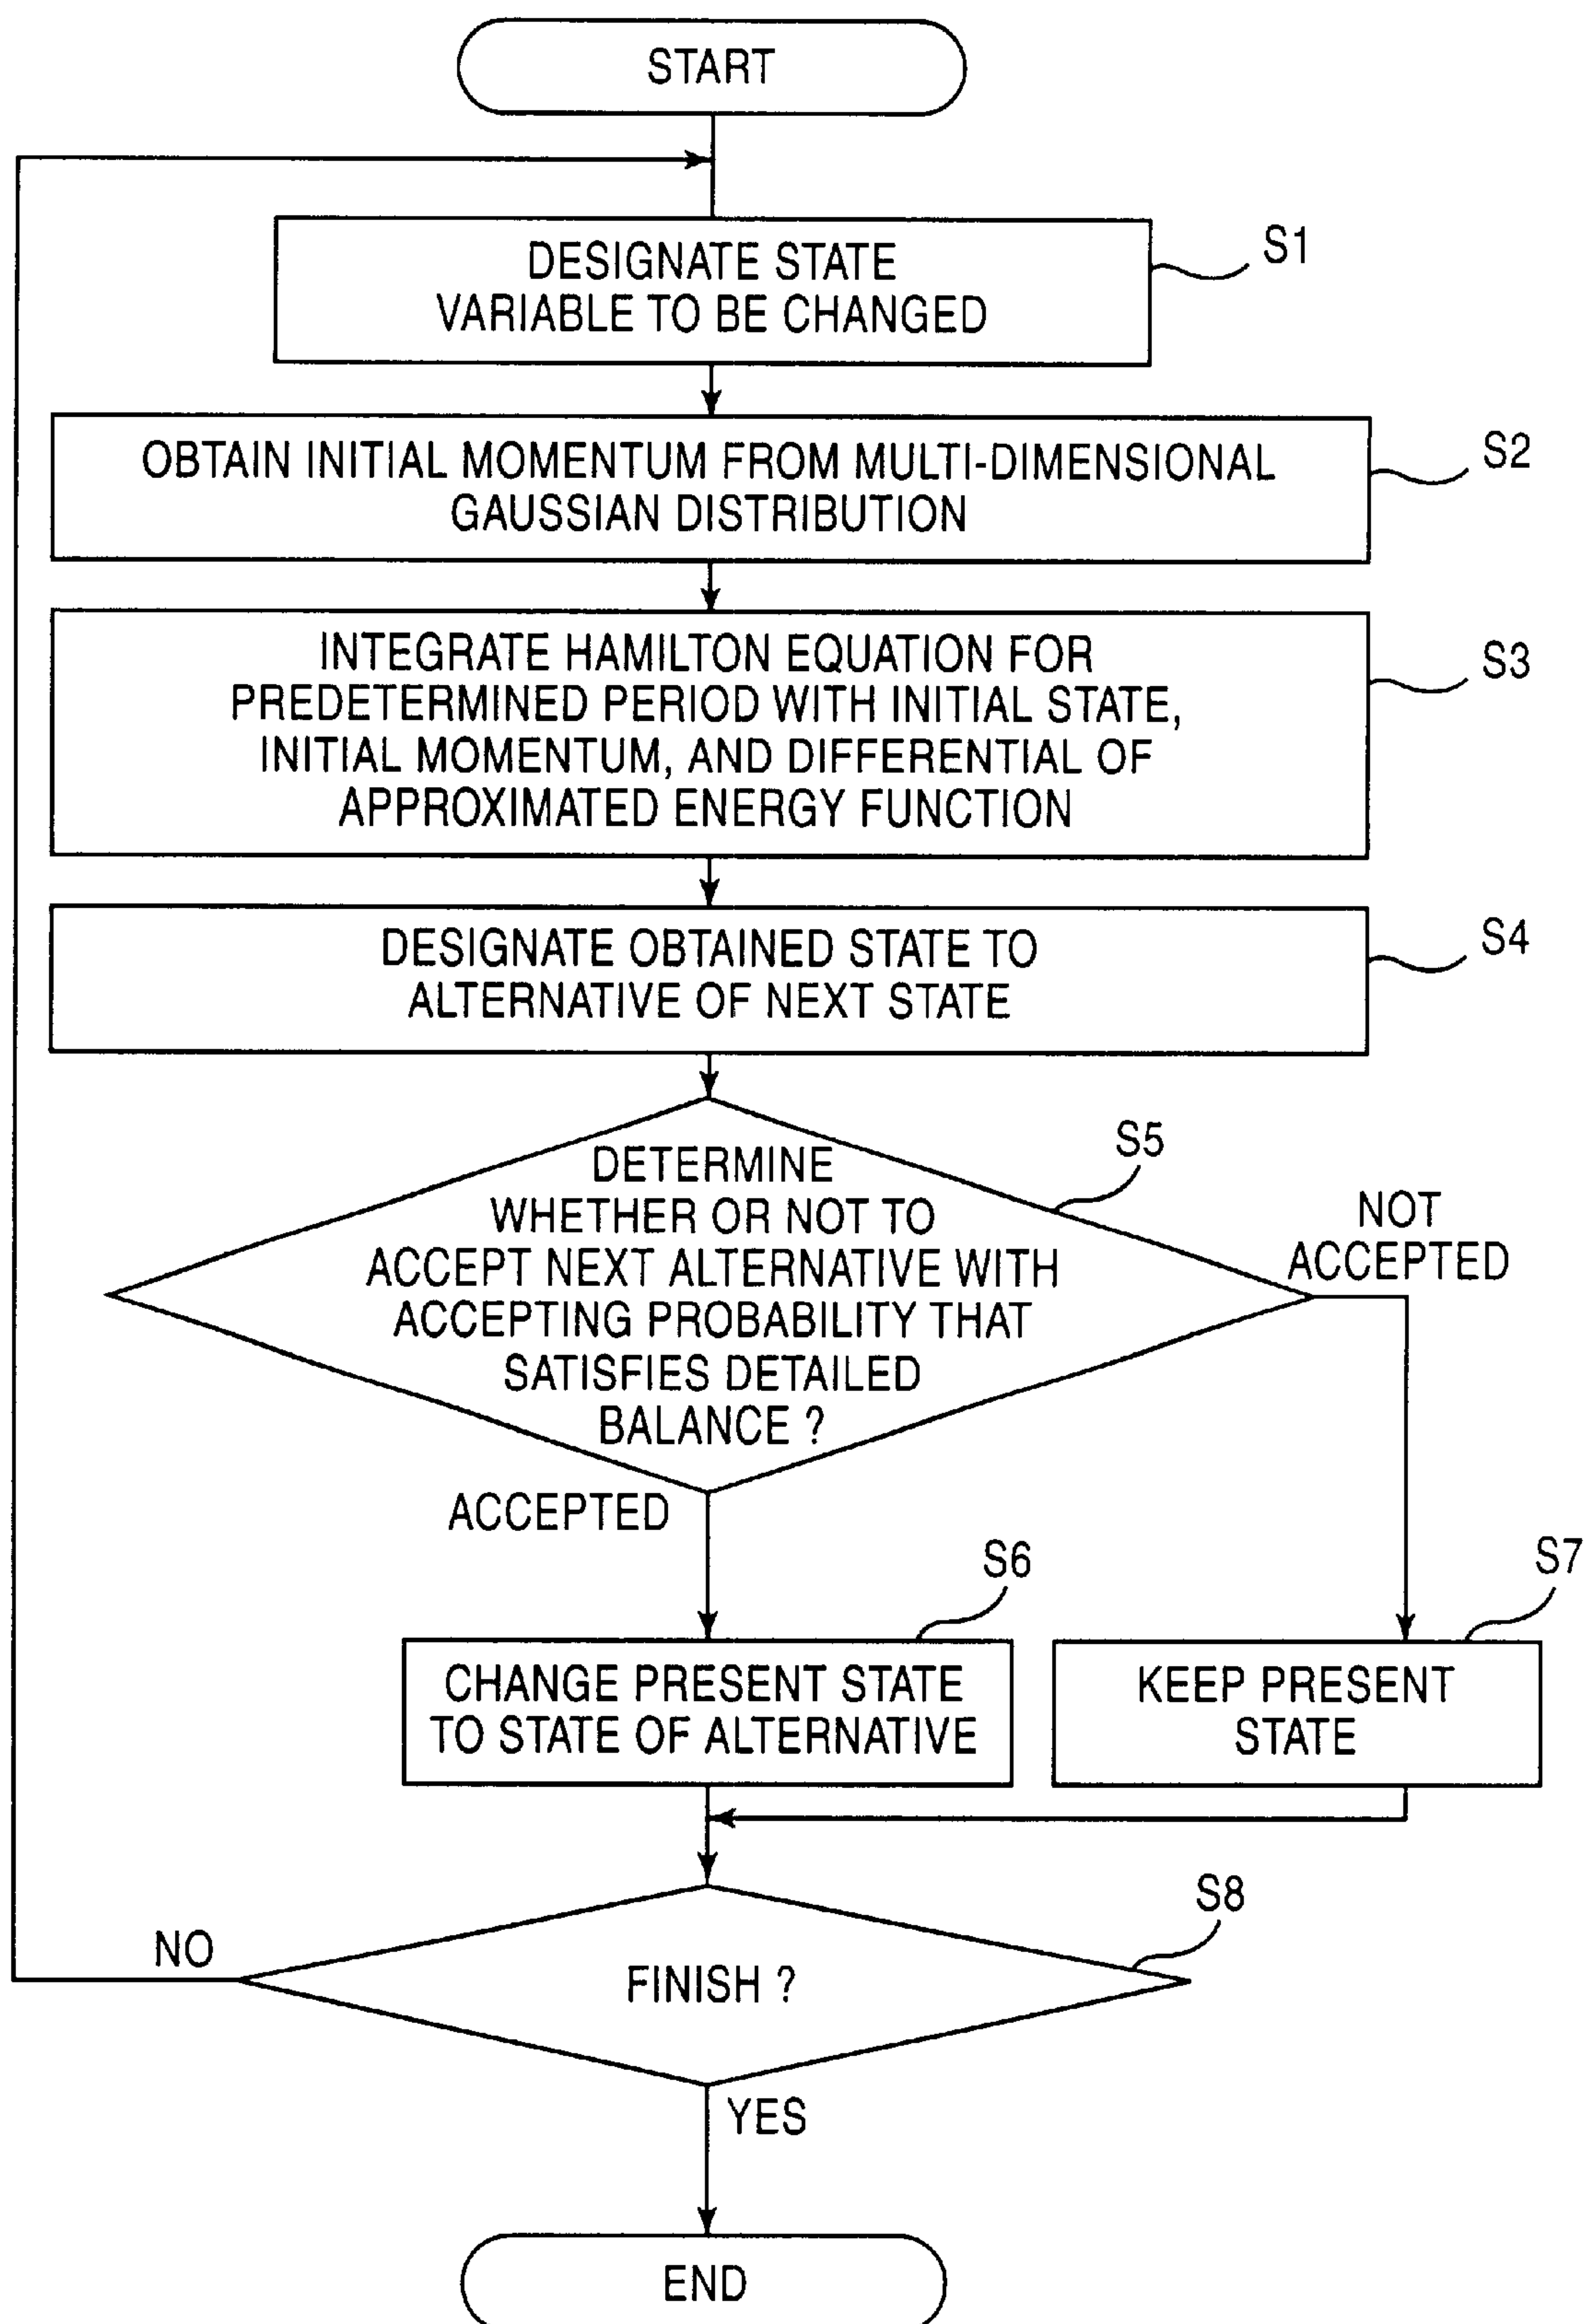 START
DESIGNATE STATE
VARIABLE TO BE CHANGED
S1
OBTAIN INITIAL MOMENTUM FROM MULTI-DIMENSIONAL
GAUSSIAN DISTRIBUTION
S2
INTEGRATE HAMILTON EQUATION FOR
PREDETERMINED PERIOD WITH INITIAL STATE,
INITIAL MOMENTUM, AND DIFFERENTIAL OF
APPROXIMATED ENERGY FUNCTION
S3
DESIGNATE OBTAINED STATE TO
ALTERNATIVE OF NEXT STATE
S4
DETERMINE
WHETHER OR NOT TO
ACCEPT NEXT ALTERNATIVE WITH
ACCEPTING PROBABILITY THAT
SATISFIES DETAILED
BALANCE ?
S5
NOT
ACCEPTED
ACCEPTED
S6
CHANGE PRESENT STATE
TO STATE OF ALTERNATIVE
S7
KEEP PRESENT
STATE
S8
FINISH ?
NO
YES
END